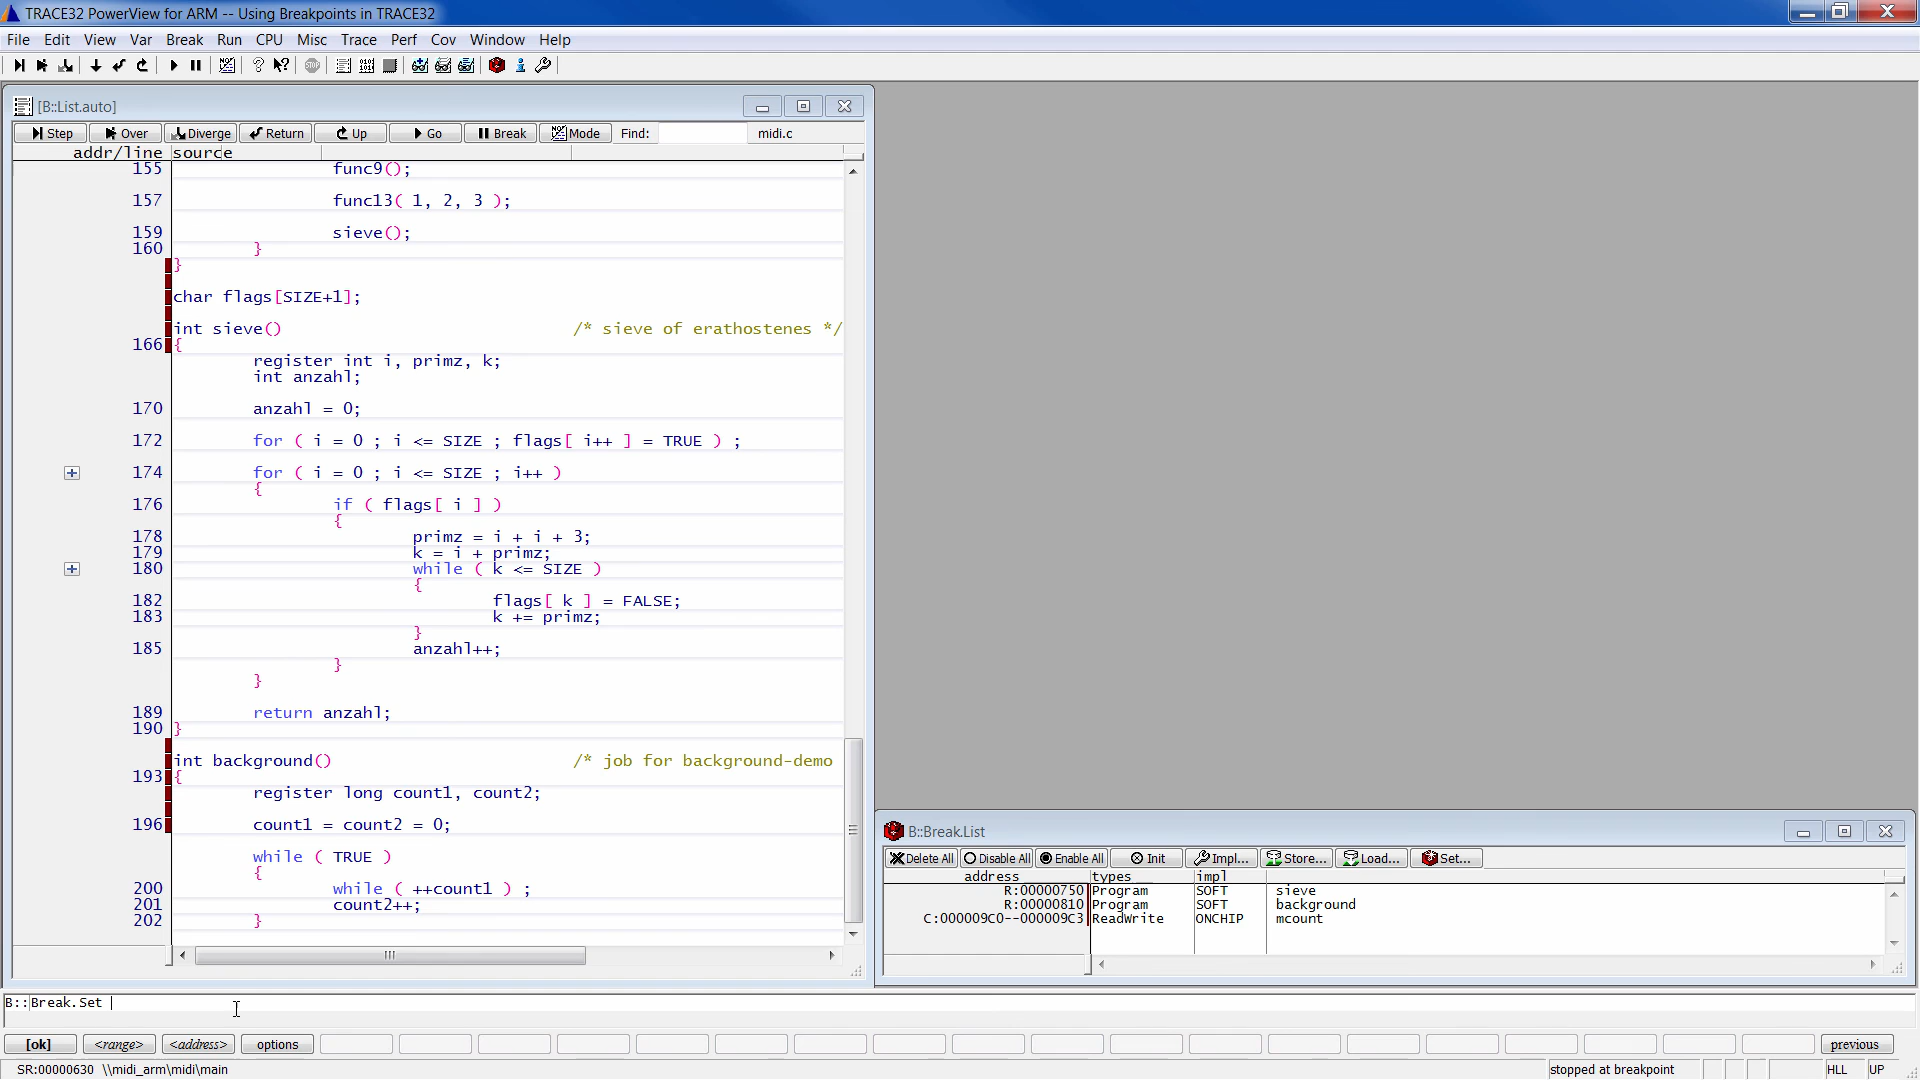 TRACE32 PowerView for ARM -- Using Breakpoints in TRACE32
File Edit View Var Break Run CPU Misc Trace Perf Cov Window Help
[B::List.auto]
Step Over Diverge Return Up Go Break Mode Find: midi.c
addr/line source
155 func9();
157 func13( 1, 2, 3 );
159 sieve();
160 }
}
char flags[SIZE+1];
int sieve() /* sieve of erathostenes */
166 {
register int i, primz, k;
int anzahl;
170 anzahl = 0;
172 for ( i = 0 ; i <= SIZE ; flags[ i++ ] = TRUE ) ;
174 for ( i = 0 ; i <= SIZE ; i++ )
{
176 if ( flags[ i ] )
{
178 primz = i + i + 3;
179 k = i + primz;
180 while ( k <= SIZE )
{
182 flags[ k ] = FALSE;
183 k += primz;
}
185 anzahl++;
}
}
189 return anzahl;
190 }
int background() /* job for background-demo
193 {
register long count1, count2;
196 count1 = count2 = 0;
while ( TRUE )
{
200 while ( ++count1 ) ;
201 count2++;
202 }
B::Break.List
Delete All Disable All Enable All Init Impl... Store... Load... Set...
address types impl
R:00000750 Program SOFT sieve
R:00000810 Program SOFT background
C:000009C0--000009C3 ReadWrite ONCHIP mcount
B::Break.Set
[ok] <range> <address> options previous
SR:00000630 \\midi_arm\midi\main stopped at breakpoint HLL UP